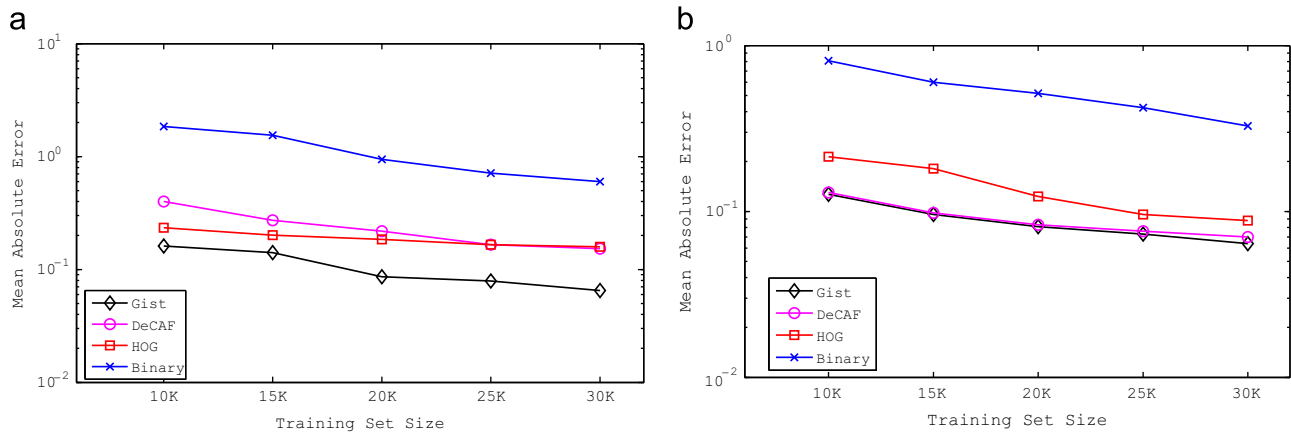 a
10^1
10^0
10^-1
10^-2
Mean Absolute Error
Gist
DeCAF
HOG
Binary
10K 15K 20K 25K 30K
Training Set Size
b
10^0
10^-1
10^-2
Mean Absolute Error
Gist
DeCAF
HOG
Binary
10K 15K 20K 25K 30K
Training Set Size